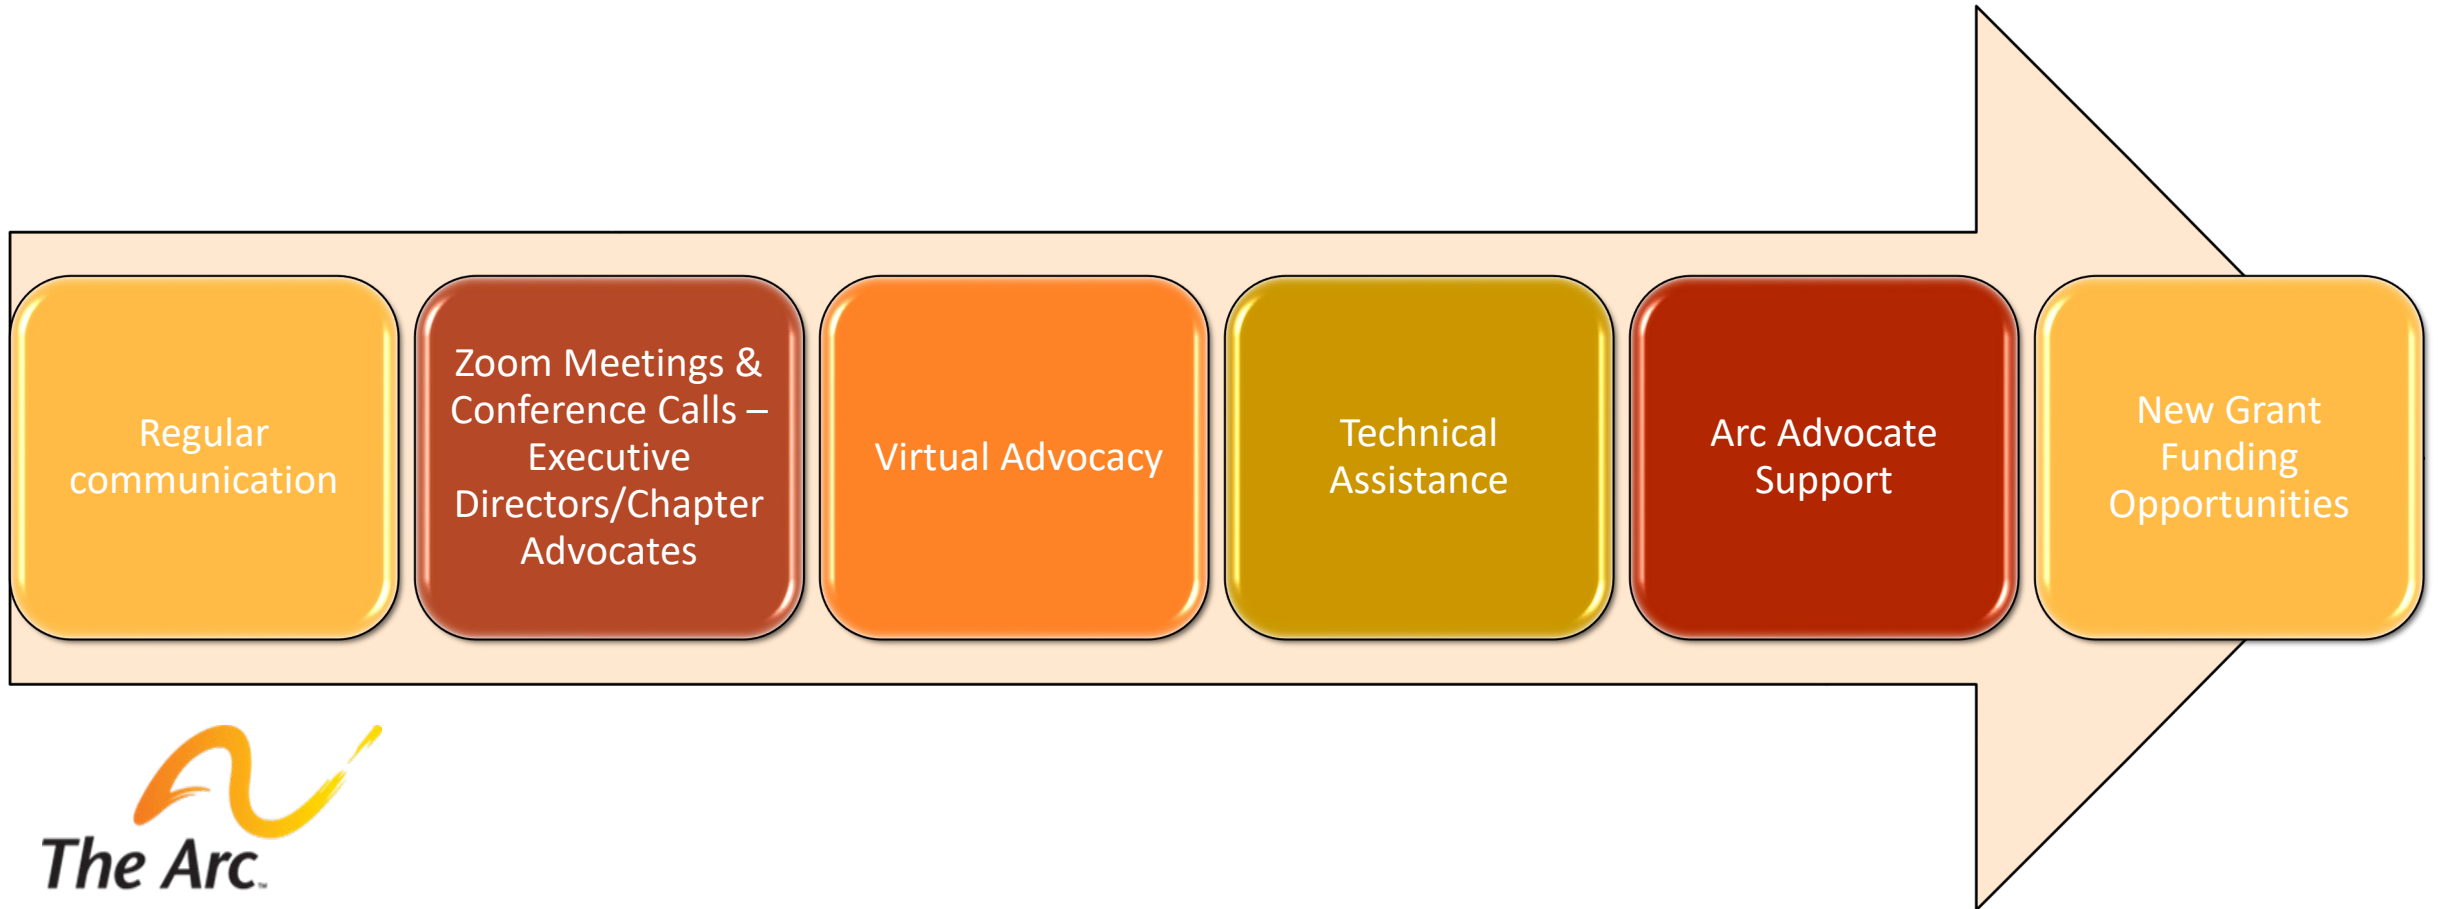 Regular
communication
Zoom Meetings &
Conference Calls –
Executive
Directors/Chapter
Advocates
Virtual Advocacy
Technical
Assistance
Arc Advocate
Support
New Grant
Funding
Opportunities
The Arc™